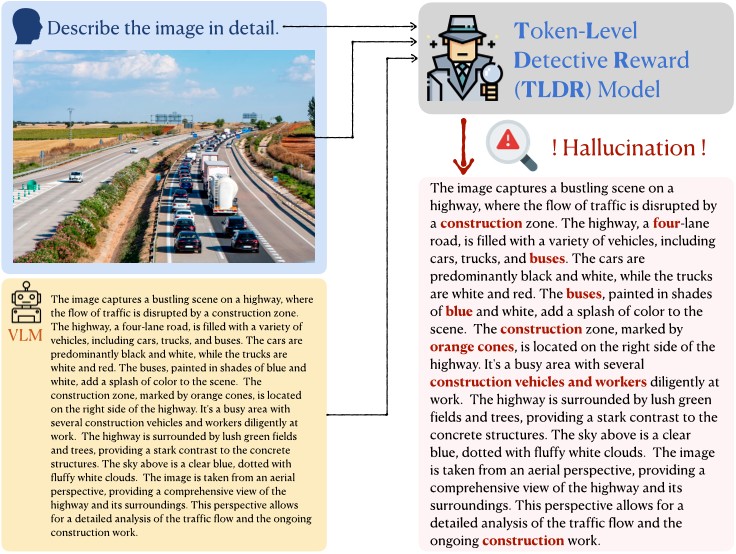 Describe the image in detail.
Token-Level
Detective Reward
(TLDR) Model
! Hallucination !
VLM
The image captures a bustling scene on a highway, where
the flow of traffic is disrupted by a construction zone.
The highway, a four-lane road, is filled with a variety of
vehicles, including cars, trucks, and buses. The cars are
predominantly black and white, while the trucks are
white and red. The buses, painted in shades of blue and
white, add a splash of color to the scene.  The
construction zone, marked by orange cones, is located
on the right side of the highway. It's a busy area with
several construction vehicles and workers diligently at
work.  The highway is surrounded by lush green fields
and trees, providing a stark contrast to the concrete
structures. The sky above is a clear blue, dotted with
fluffy white clouds.  The image is taken from an aerial
perspective, providing a comprehensive view of the
highway and its surroundings. This perspective allows
for a detailed analysis of the traffic flow and the ongoing
construction work.
The image captures a bustling scene on a
highway, where the flow of traffic is disrupted by
a construction zone. The highway, a four-lane
road, is filled with a variety of vehicles, including
cars, trucks, and buses. The cars are
predominantly black and white, while the trucks
are white and red. The buses, painted in shades
of blue and white, add a splash of color to the
scene.  The construction zone, marked by
orange cones, is located on the right side of the
highway. It's a busy area with several
construction vehicles and workers diligently at
work.  The highway is surrounded by lush green
fields and trees, providing a stark contrast to the
concrete structures. The sky above is a clear
blue, dotted with fluffy white clouds.  The image
is taken from an aerial perspective, providing a
comprehensive view of the highway and its
surroundings. This perspective allows for a
detailed analysis of the traffic flow and the
ongoing construction work.